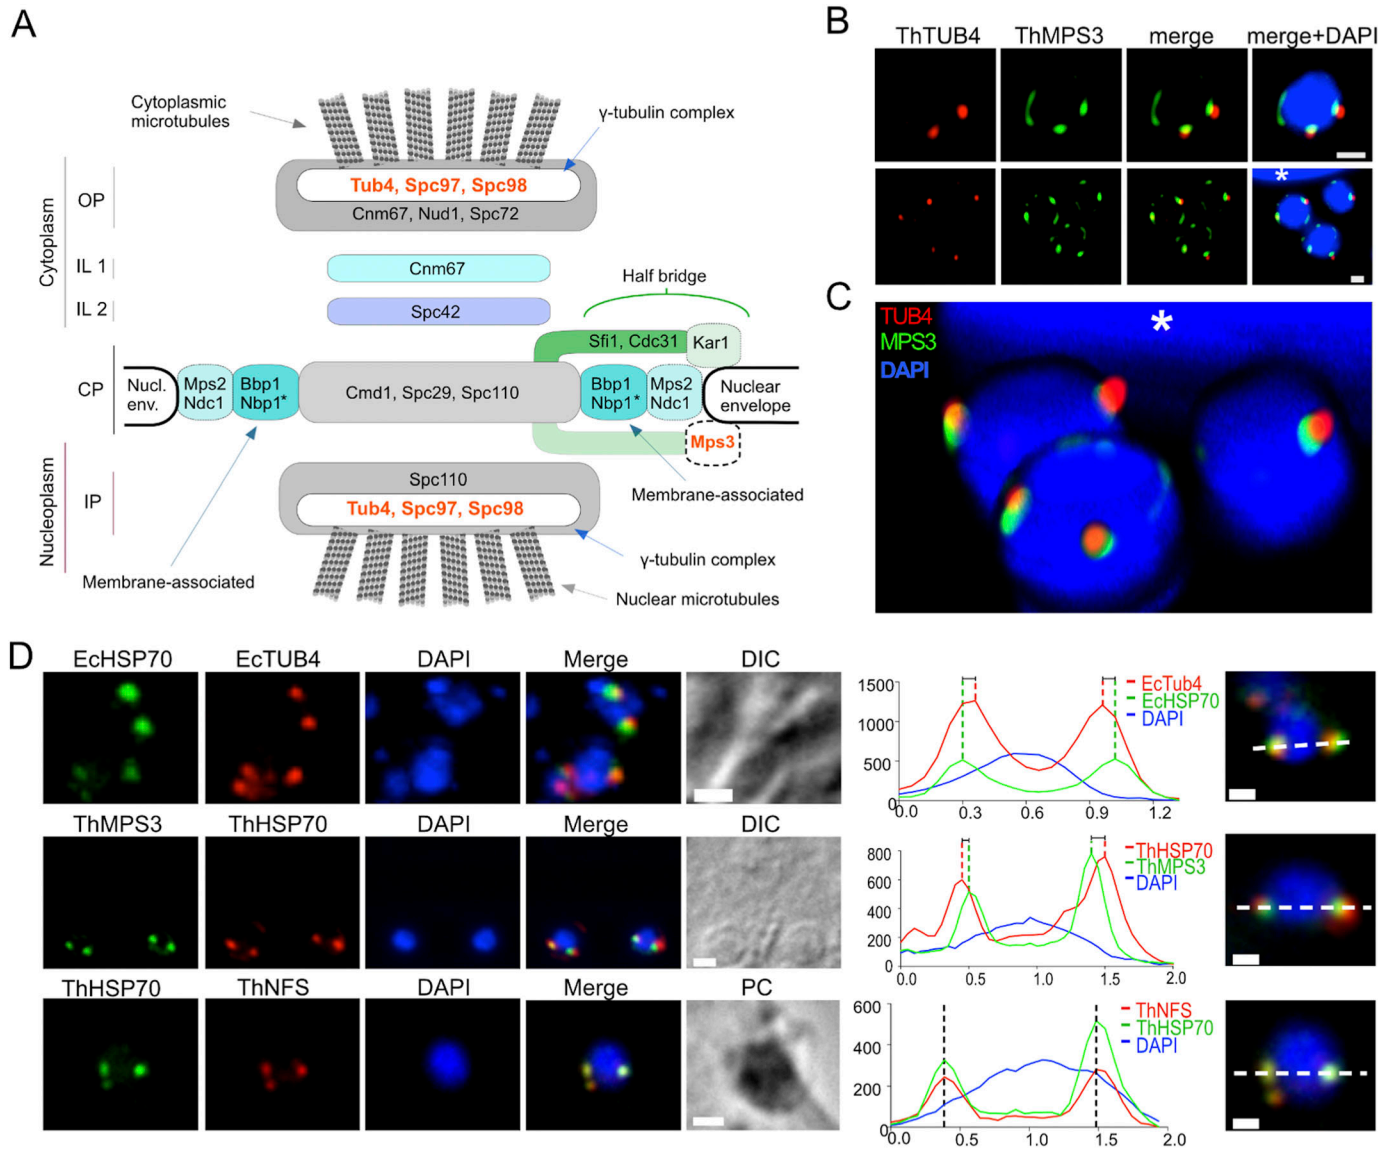 A
Cytoplasmic
microtubules
γ-tubulin complex
Tub4, Spc97, Spc98
Cnm67, Nud1, Spc72
OP
Cytoplasm
IL 1
Cnm67
Half bridge
IL 2
Spc42
Sfi1, Cdc31
Kar1
CP
Nucl.
env.
Mps2
Ndc1
Bbp1
Nbp1*
Cmd1, Spc29, Spc110
Bbp1
Nbp1*
Mps2
Ndc1
Nuclear
envelope
Mps3
Nucleoplasm
IP
Spc110
Tub4, Spc97, Spc98
Membrane-associated
γ-tubulin complex
Membrane-associated
Nuclear microtubules
B
ThTUB4 ThMPS3 merge merge+DAPI
*
C
TUB4
MPS3
DAPI
*
D
EcHSP70 EcTUB4 DAPI Merge DIC
1500
1000
500
0
0.0 0.3 0.6 0.9 1.2
EcTub4
EcHSP70
DAPI
ThMPS3 ThHSP70 DAPI Merge DIC
800
600
400
200
0
0.0 0.5 1.0 1.5 2.0
ThHSP70
ThMPS3
DAPI
ThHSP70 ThNFS DAPI Merge PC
600
400
200
0
0.0 0.5 1.0 1.5 2.0
ThNFS
ThHSP70
DAPI